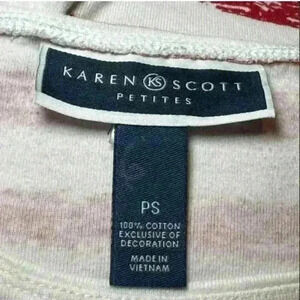 KAREN KS SCOTT
PETITES
PS
100% COTTON
EXCLUSIVE OF
DECORATION
MADE IN
VIETNAM